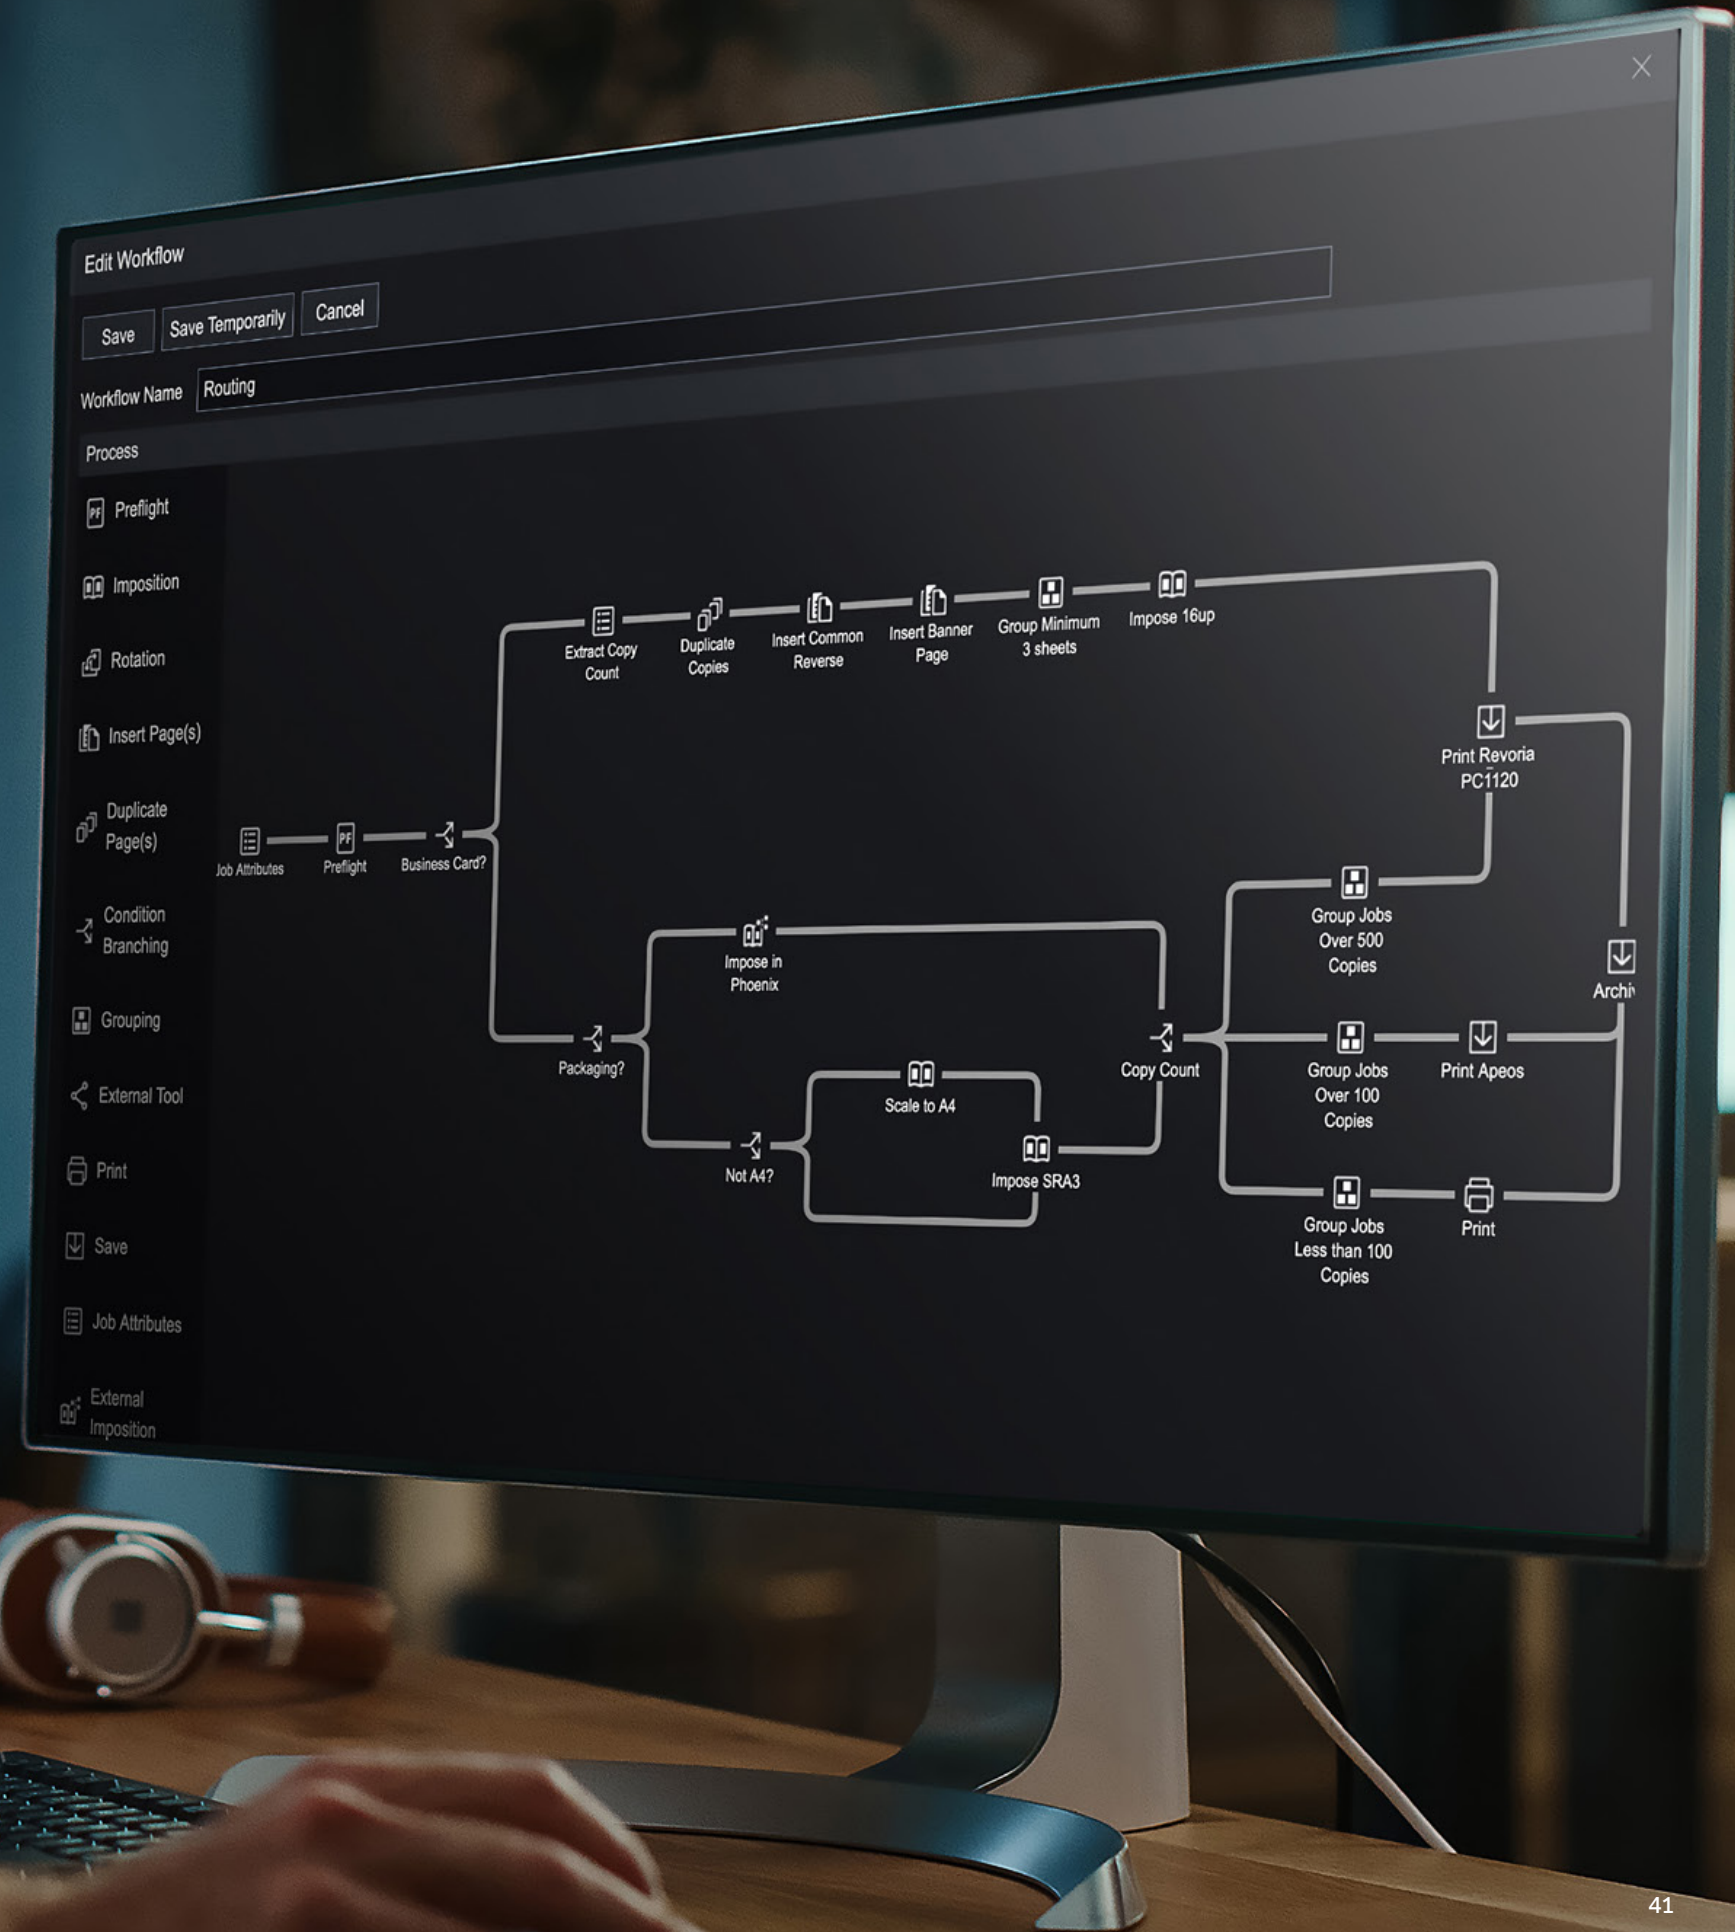 Edit Workflow
Save
Save Temporarily
Cancel
Workflow Name
Routing
Process
Preflight
Imposition
Rotation
Insert Page(s)
Duplicate
Page(s)
Condition
Branching
Grouping
External Tool
Print
Save
Job Attributes
External
Imposition
PF
PF
Job Attributes
Preflight
Business Card?
Extract Copy
Count
Duplicate
Copies
Insert Common
Reverse
Insert Banner
Page
Group Minimum
3 sheets
Impose 16up
Print Revoria
PC1120
Packaging?
Impose in
Phoenix
Not A4?
Scale to A4
Impose SRA3
Copy Count
Group Jobs
Over 500
Copies
Group Jobs
Over 100
Copies
Print Apeos
Group Jobs
Less than 100
Copies
Print
Archiv
41